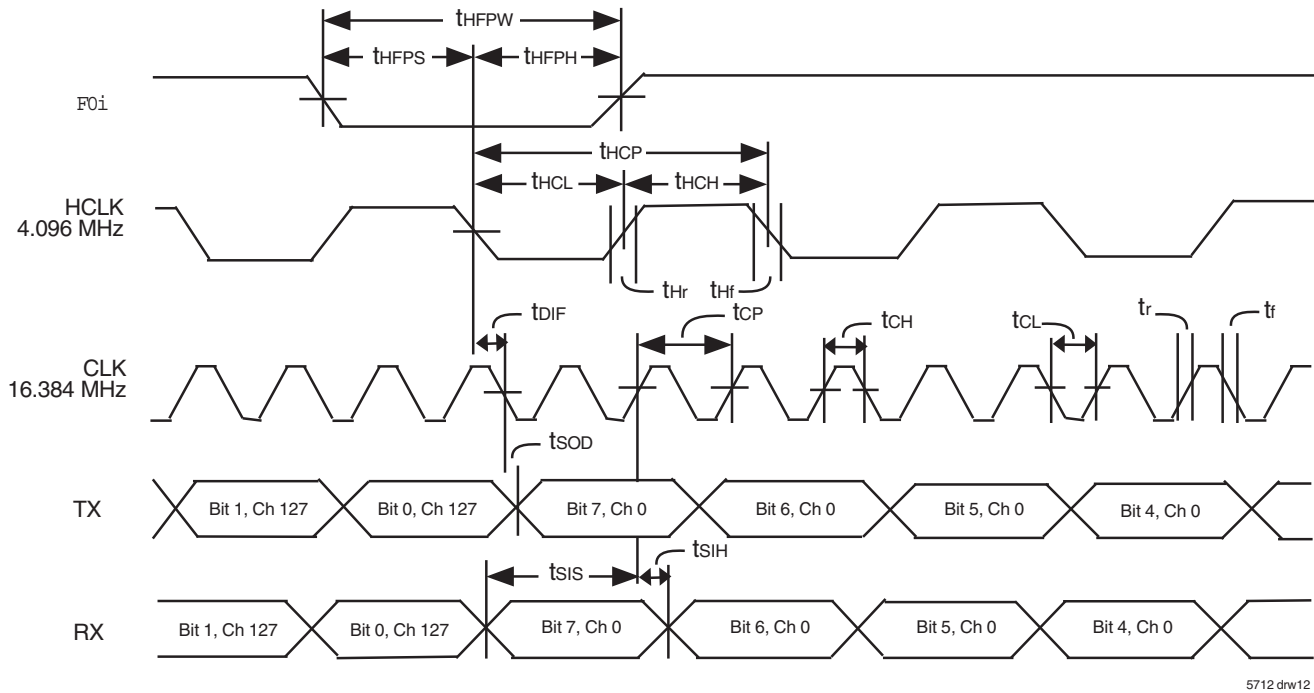 tHFPW
tHFPS tHFPH
F0i
tHCP
tHCL tHCH
HCLK
4.096 MHz
tHr tHf
tDIF tCP tCH tCL tr tf
CLK
16.384 MHz
tSOD
TX Bit 1, Ch 127 Bit 0, Ch 127 Bit 7, Ch 0 Bit 6, Ch 0 Bit 5, Ch 0 Bit 4, Ch 0
tSIS tSIH
RX Bit 1, Ch 127 Bit 0, Ch 127 Bit 7, Ch 0 Bit 6, Ch 0 Bit 5, Ch 0 Bit 4, Ch 0
5712 drw12